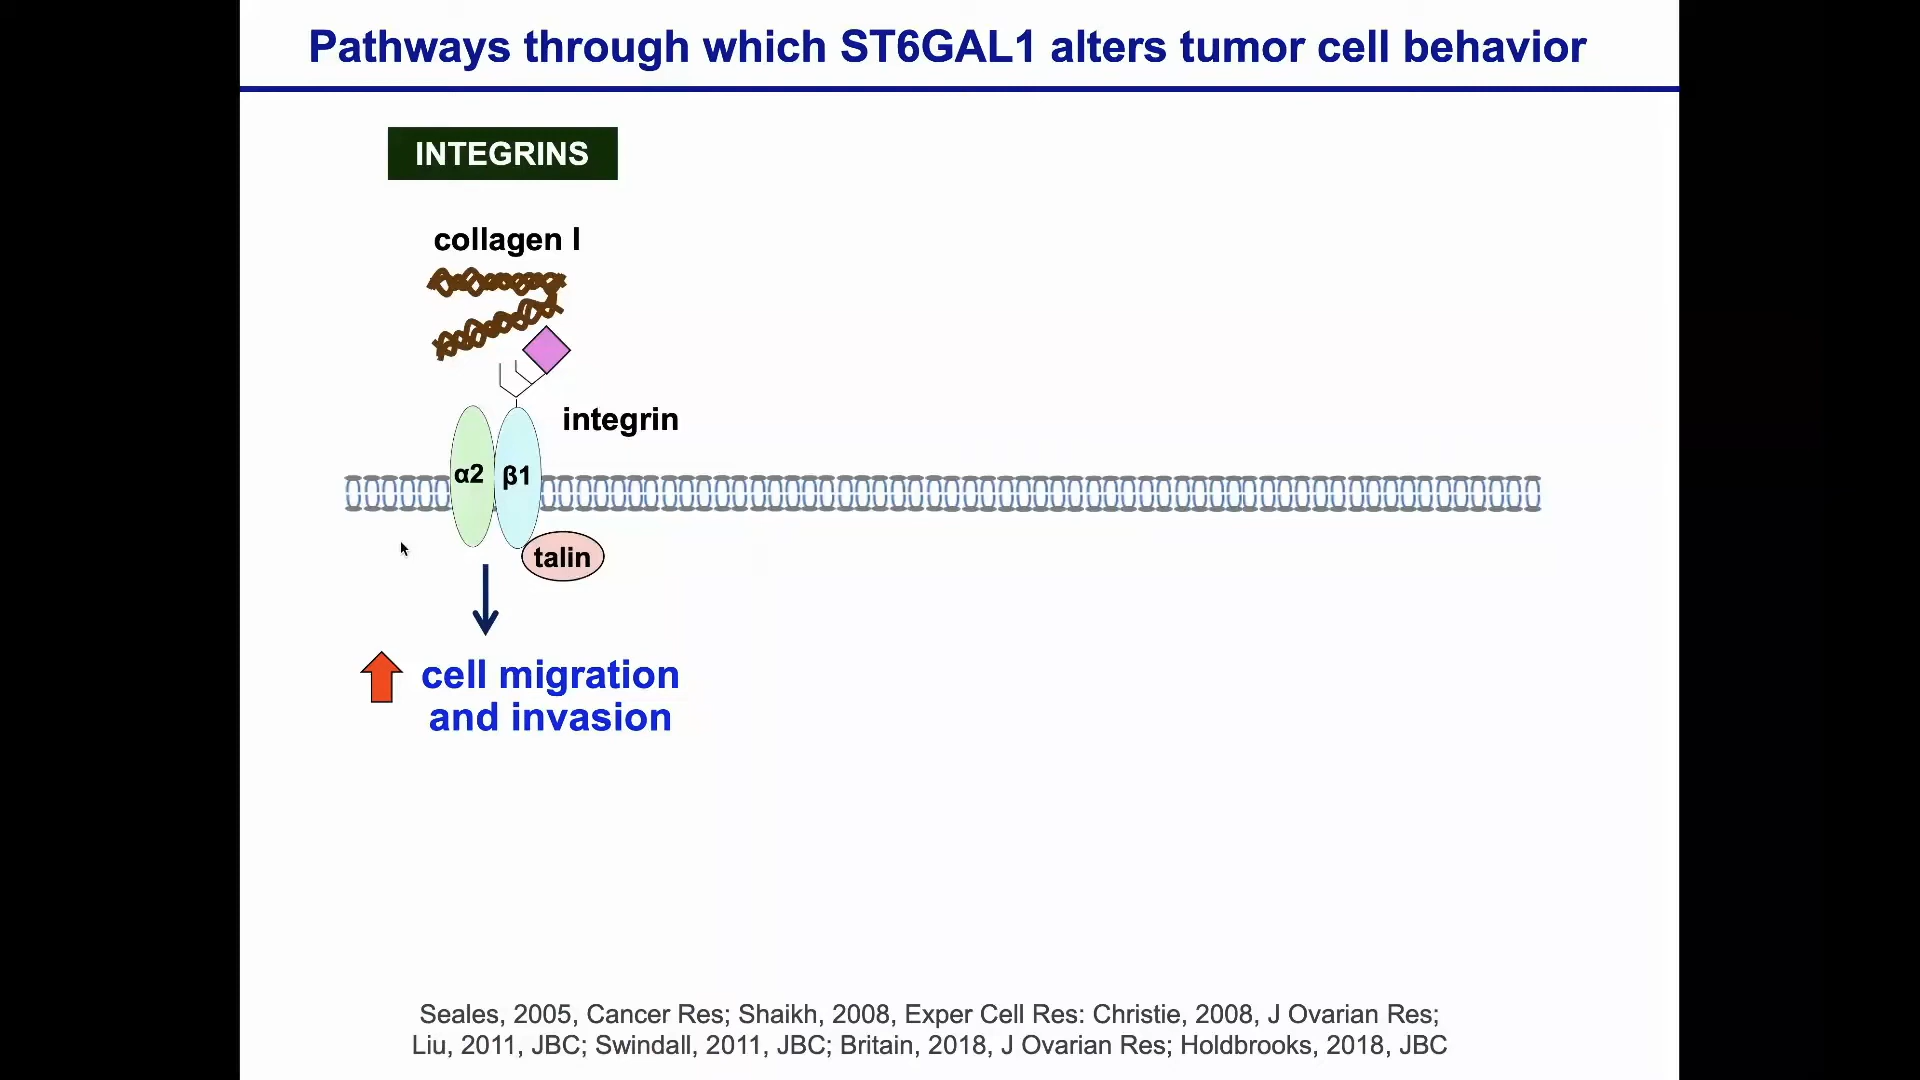 Pathways through which ST6GAL1 alters tumor cell behavior
INTEGRINS
collagen I
integrin
α2
β1
talin
cell migration
and invasion
Seales, 2005, Cancer Res; Shaikh, 2008, Exper Cell Res: Christie, 2008, J Ovarian Res;
Liu, 2011, JBC; Swindall, 2011, JBC; Britain, 2018, J Ovarian Res; Holdbrooks, 2018, JBC